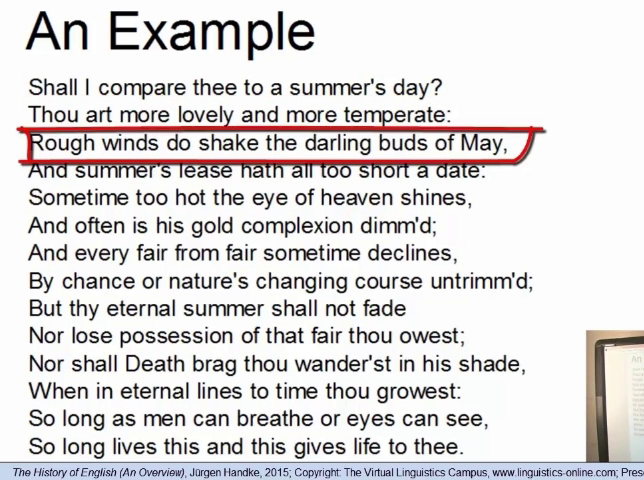 An Example
Shall I compare thee to a summer's day?
Thou art more lovely and more temperate:
Rough winds do shake the darling buds of May,
And summer's lease hath all too short a date:
Sometime too hot the eye of heaven shines,
And often is his gold complexion dimm'd;
And every fair from fair sometime declines,
By chance or nature's changing course untrimm'd;
But thy eternal summer shall not fade
Nor lose possession of that fair thou owest;
Nor shall Death brag thou wander'st in his shade,
When in eternal lines to time thou growest:
So long as men can breathe or eyes can see,
So long lives this and this gives life to thee.
The History of English (An Overview), Jürgen Handke, 2015; Copyright: The Virtual Linguistics Campus, www.linguistics-online.com; Prese